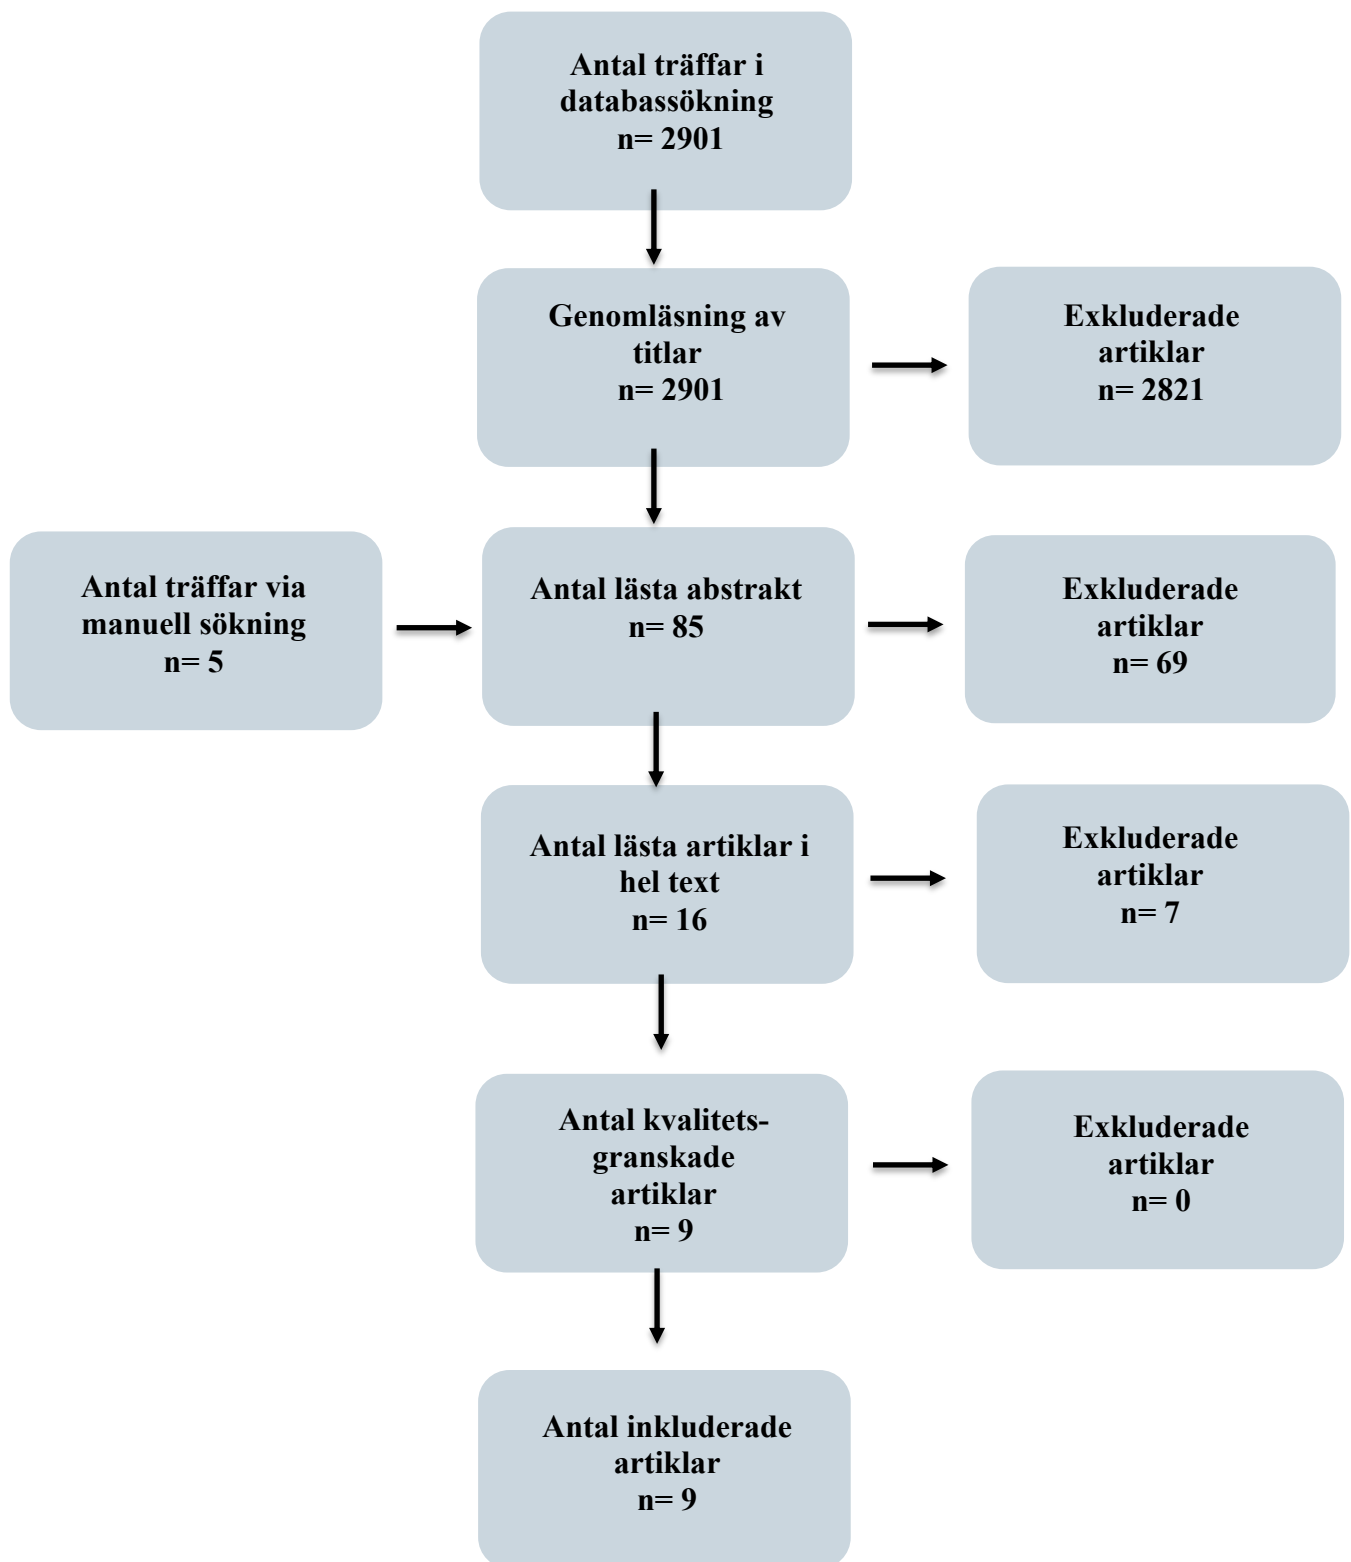 Antal träffar i
databassökning
n= 2901
Genomläsning av
titlar
n= 2901
Exkluderade
artiklar
n= 2821
Antal träffar via
manuell sökning
n= 5
Antal lästa abstrakt
n= 85
Exkluderade
artiklar
n= 69
Antal lästa artiklar i
hel text
n= 16
Exkluderade
artiklar
n= 7
Antal kvalitets-
granskade
artiklar
n= 9
Exkluderade
artiklar
n= 0
Antal inkluderade
artiklar
n= 9